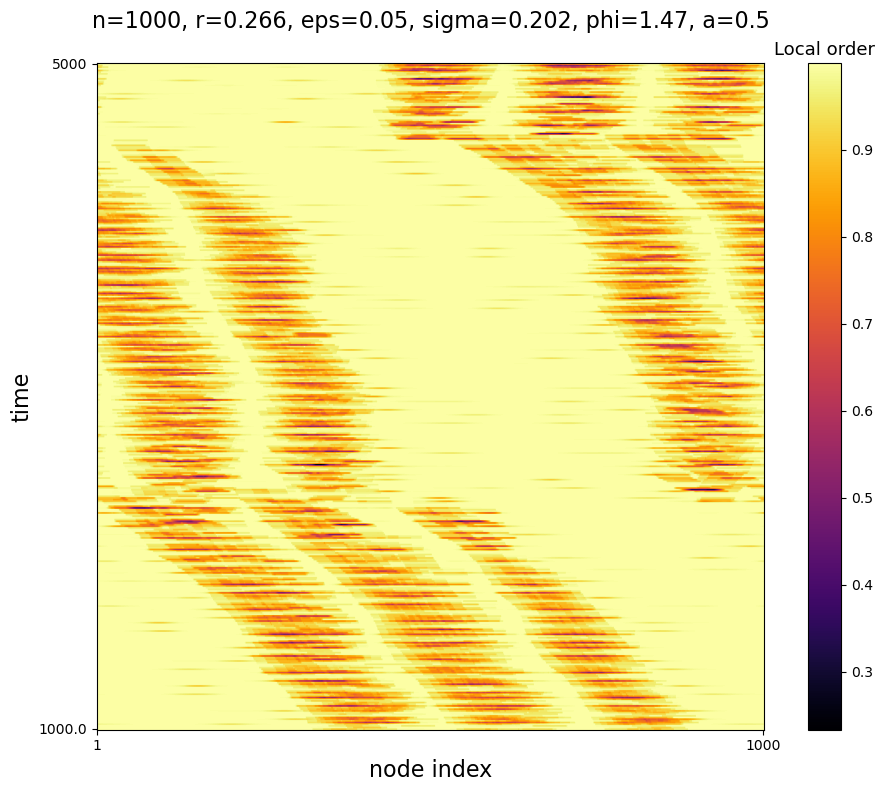 n=1000, r=0.266, eps=0.05, sigma=0.202, phi=1.47, a=0.5
Local order
5000
0.9
0.8
0.7
0.6
time
0.5
0.4
0.3
1000.0
1
1000
node index